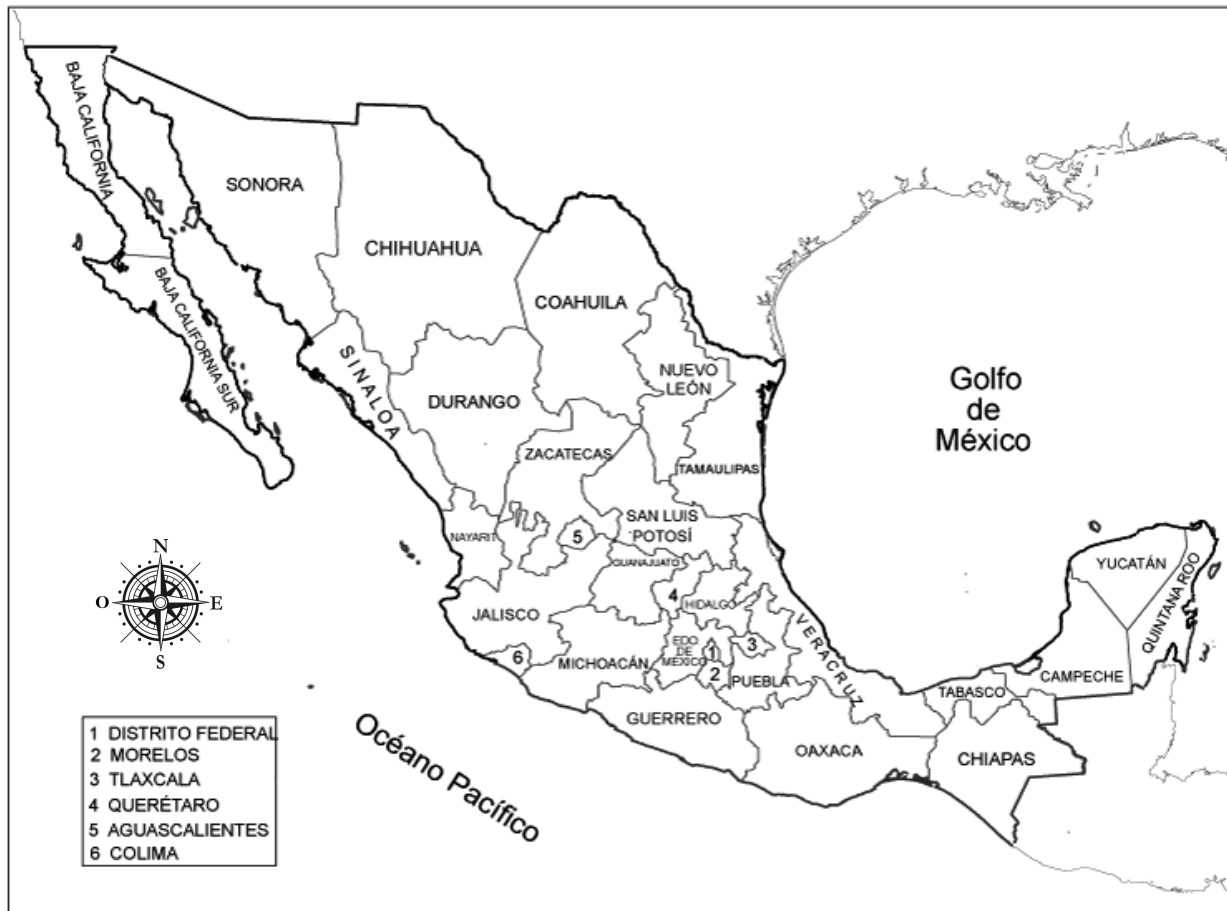 BAJA CALIFORNIA
SONORA
CHIHUAHUA
COAHUILA
BAJA CALIFORNIA SUR
SINALOA
NUEVO
LEÓN
DURANGO
Golfo
de
México
ZACATECAS
TAMAULIPAS
SAN LUIS
POTOSÍ
NAYARIT
5
GUANAJUATO
YUCATÁN
QUINTANA ROO
N
O
E
S
4
HIDALGO
JALISCO
VERACRUZ
EDO
DE
MÉXICO
1
3
2
6
MICHOACÁN
PUEBLA
CAMPECHE
TABASCO
GUERRERO
OAXACA
CHIAPAS
Océano Pacífico
1 DISTRITO FEDERAL
2 MORELOS
3 TLAXCALA
4 QUERÉTARO
5 AGUASCALIENTES
6 COLIMA